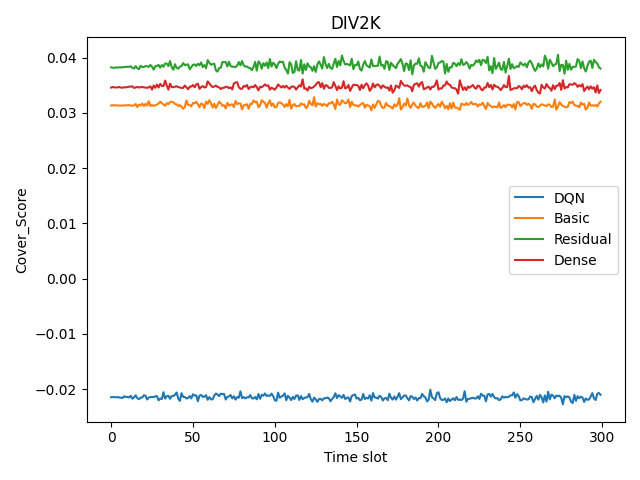 DIV2K
Cover_Score
0.04
0.03
0.02
0.01
0.00
−0.01
−0.02
DQN
Basic
Residual
Dense
0 50 100 150 200 250 300
Time slot